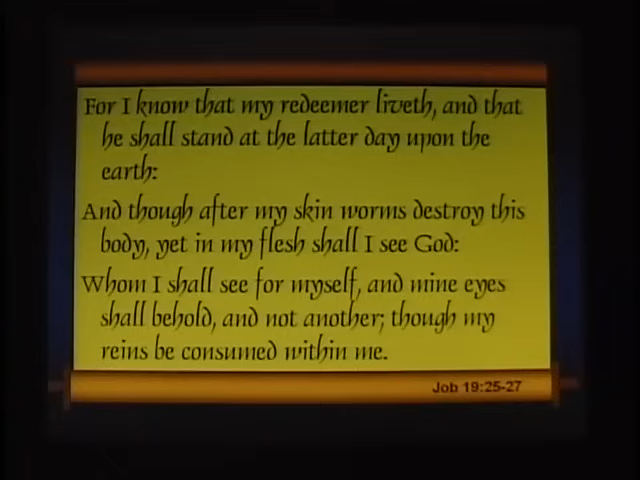 For I know that my redeemer liveth, and that
he shall stand at the latter day upon the
earth:
And though after my skin worms destroy this
body, yet in my flesh shall I see God:
Whom I shall see for myself, and mine eyes
shall behold, and not another; though my
reins be consumed within me.
Job 19:25-27